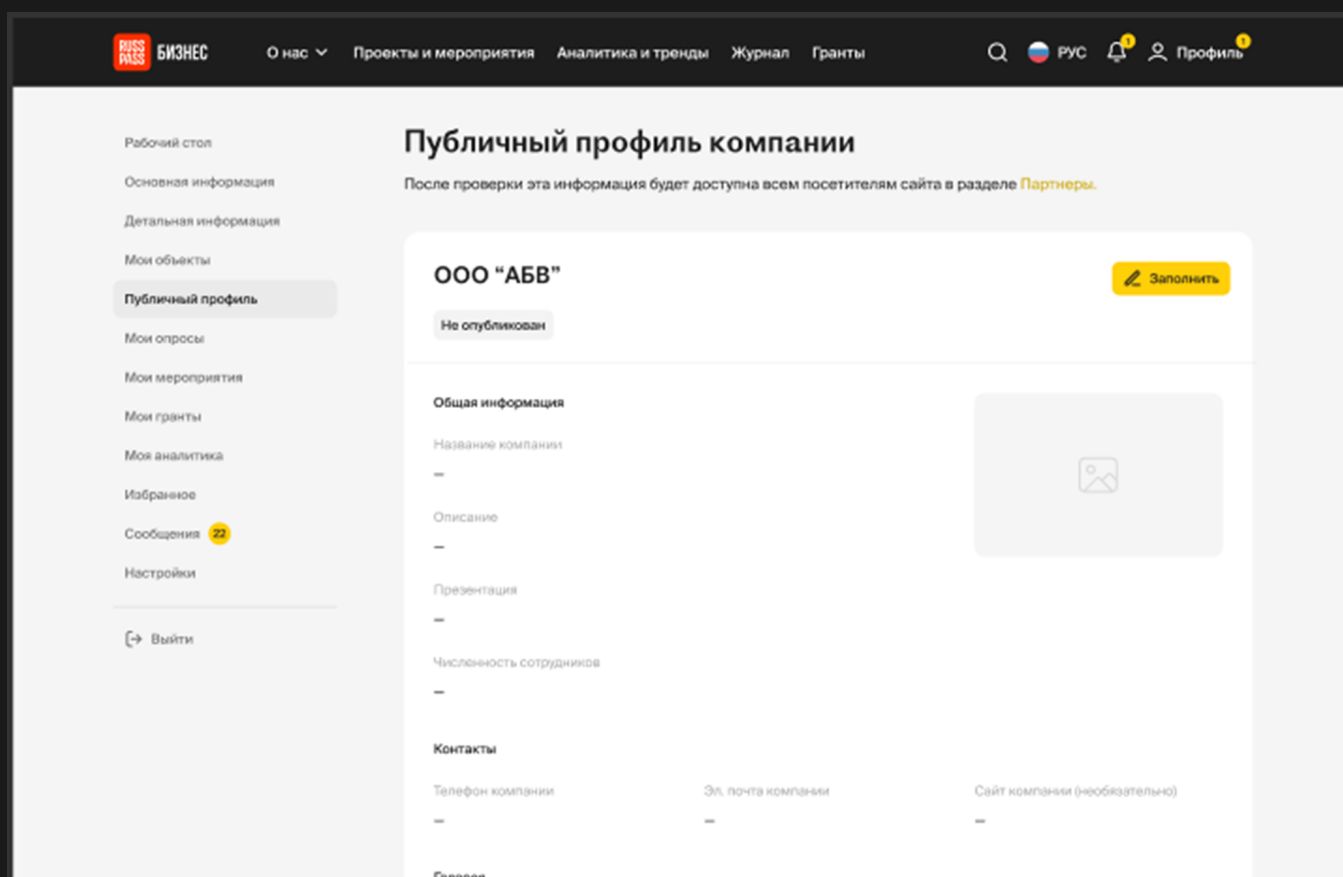 RUSS PASS БИЗНЕС О нас Проекты и мероприятия Аналитика и тренды Журнал Гранты РУС 1 Профиль 1
Рабочий стол
Основная информация
Детальная информация
Мои объекты
Публичный профиль
Мои опросы
Мои мероприятия
Мои гранты
Моя аналитика
Избранное
Сообщения 22
Настройки
Выйти
Публичный профиль компании
После проверки эта информация будет доступна всем посетителям сайта в разделе Партнеры.
ООО “АБВ”
Заполнить
Не опубликован
Общая информация
Название компании
—
Описание
—
Презентация
—
Численность сотрудников
—
Контакты
Телефон компании Эл. почта компании Сайт компании (необязательно)
— — —